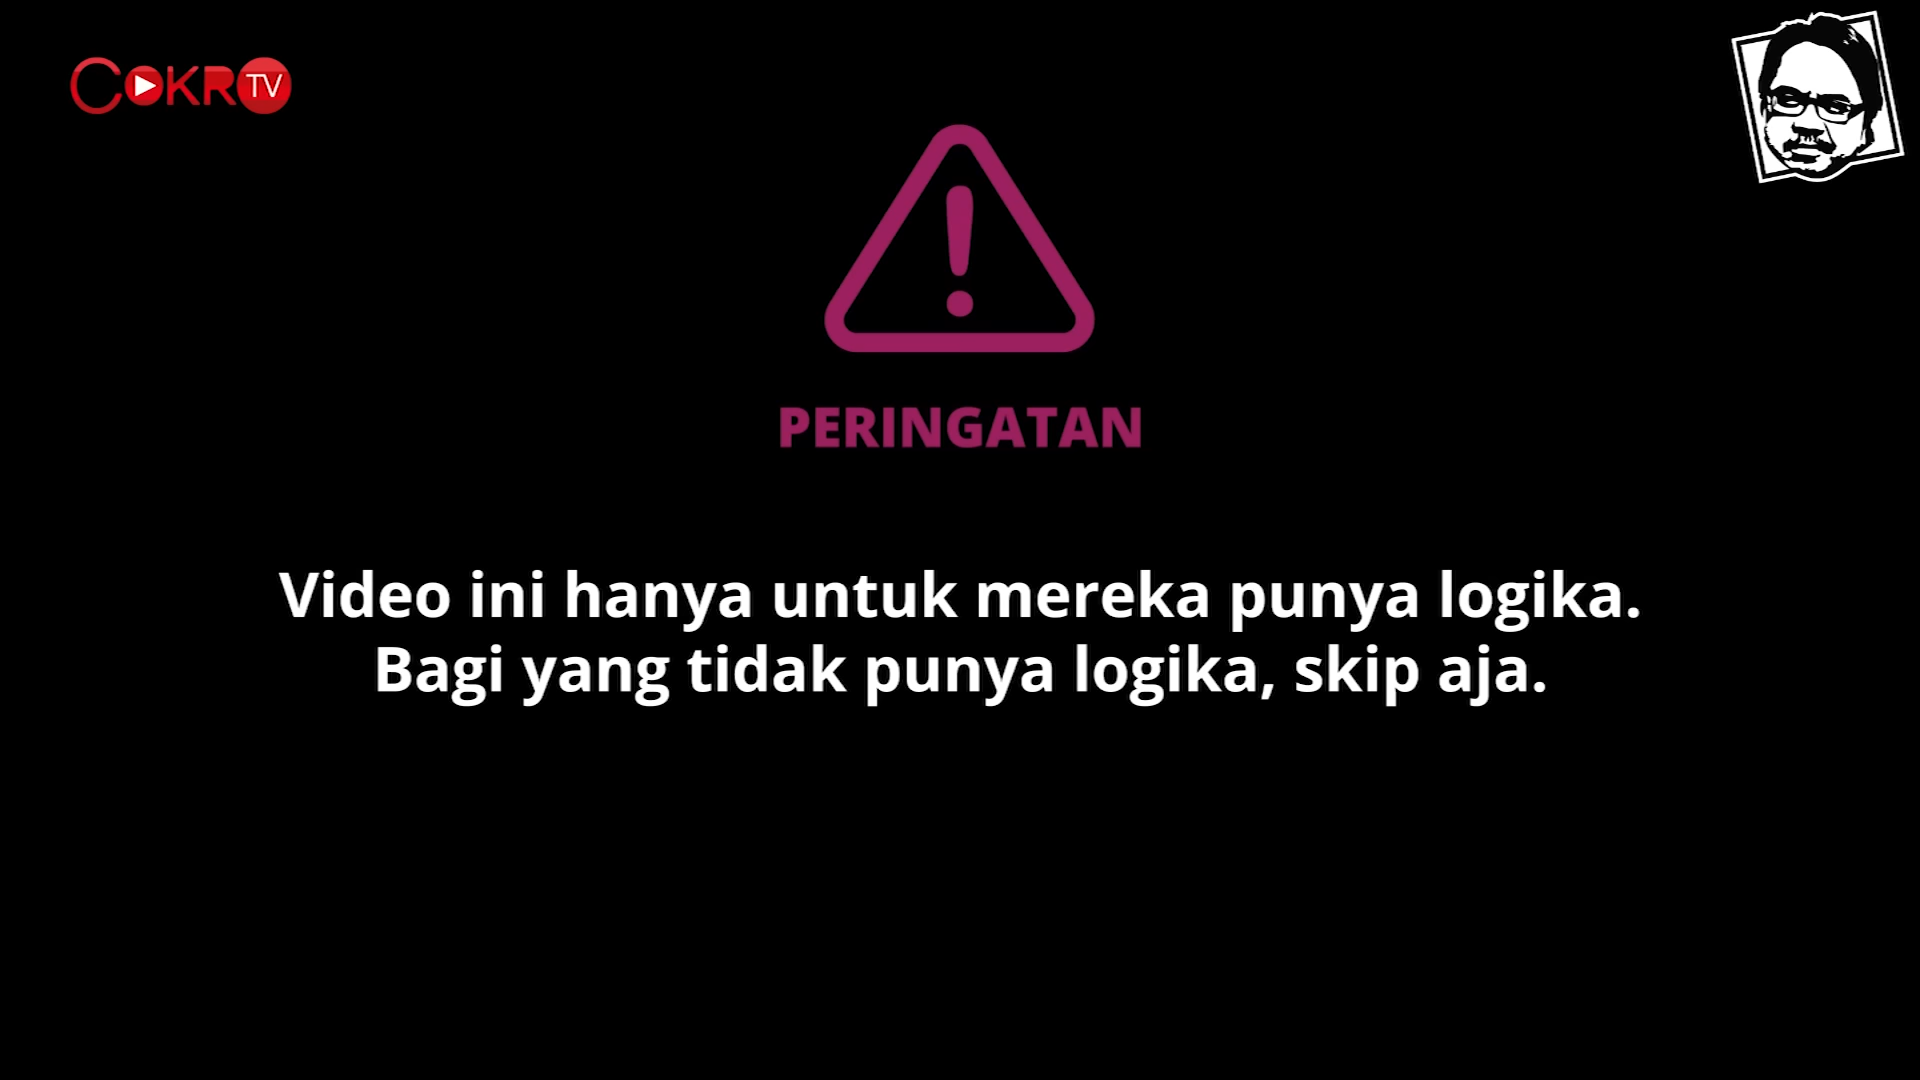 COKRO TV
PERINGATAN
Video ini hanya untuk mereka punya logika.
Bagi yang tidak punya logika, skip aja.